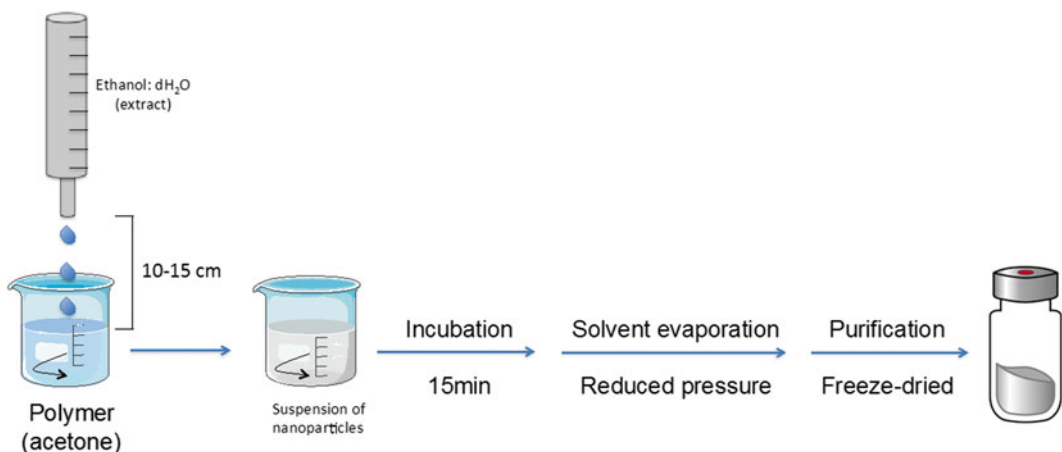 Ethanol: dH₂O
(extract)
10-15 cm
Polymer
(acetone)
Suspension of
nanoparticles
Incubation
15min
Solvent evaporation
Reduced pressure
Purification
Freeze-dried